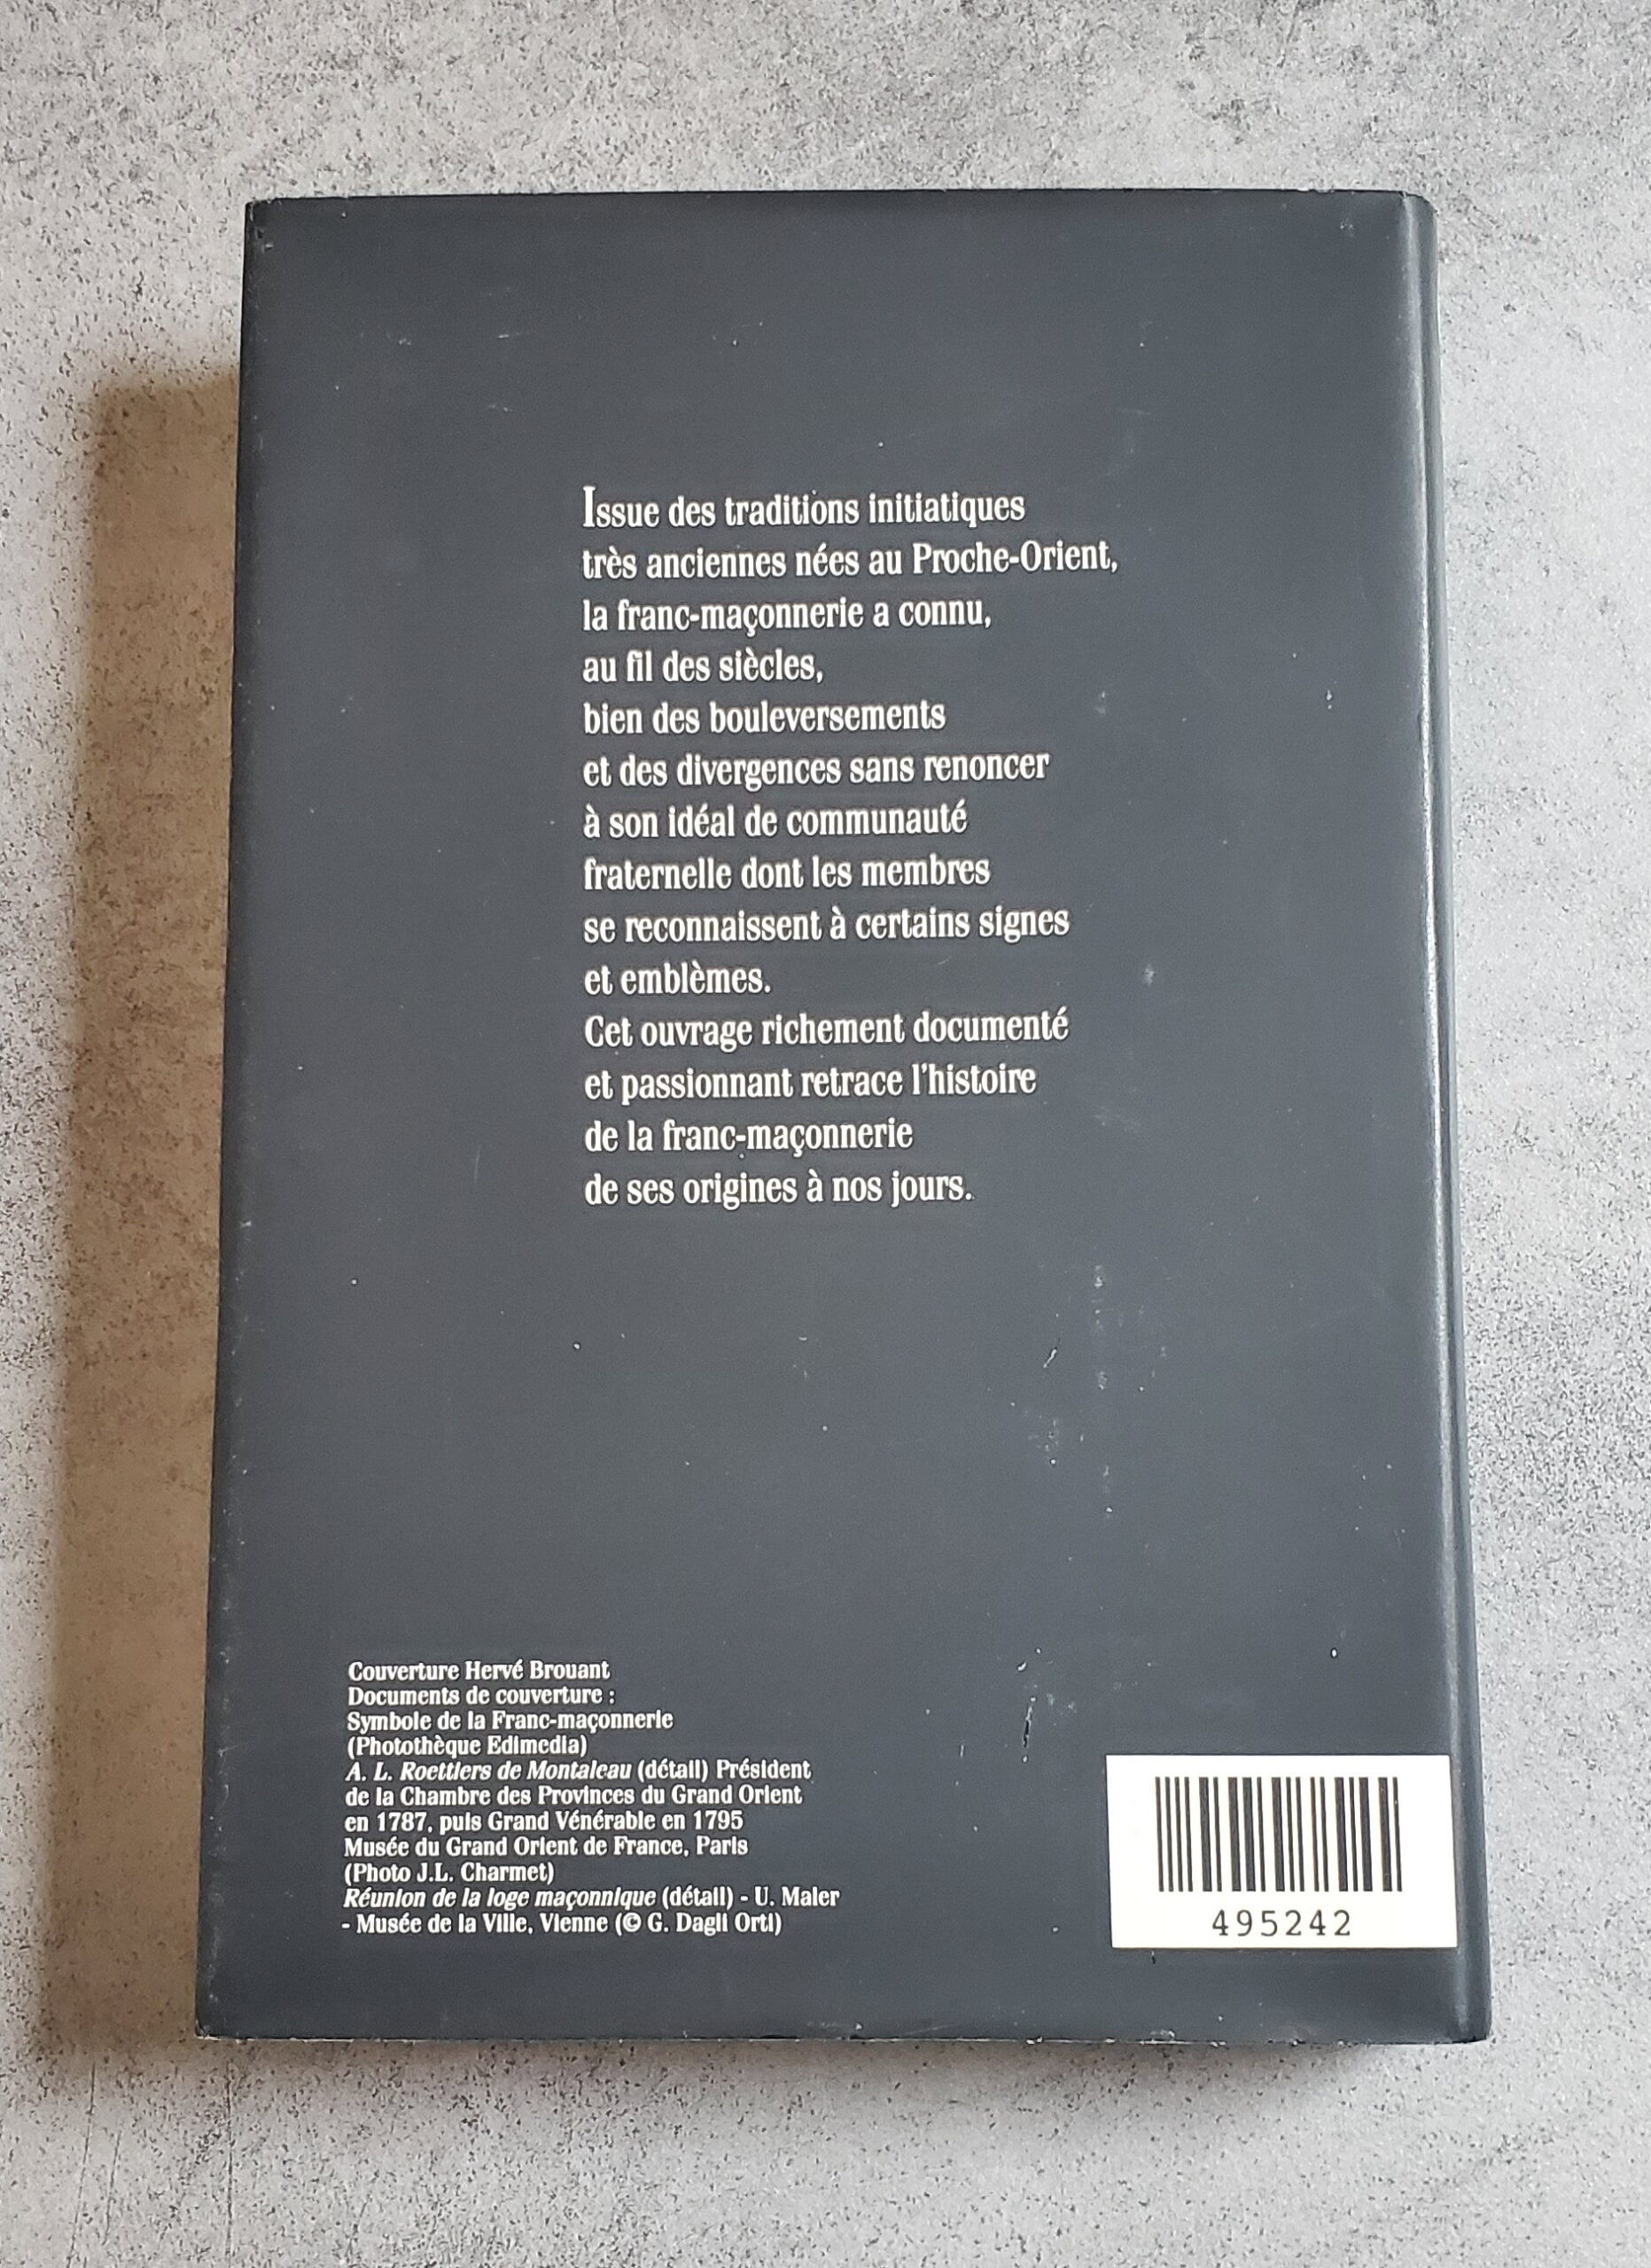 Issue des traditions initiatiques
très anciennes nées au Proche-Orient,
la franc-maçonnerie a connu,
au fil des siècles,
bien des bouleversements
et des divergences sans renoncer
à son idéal de communauté
fraternelle dont les membres
se reconnaissent à certains signes
et emblèmes.
Cet ouvrage richement documenté
et passionnant retrace l'histoire
de la franc-maçonnerie
de ses origines à nos jours.
Couverture Hervé Brouant
Documents de couverture :
Symbole de la Franc-maçonnerie
(Photothèque Edimedia)
A. L. Roettiers de Montaleau (détail) Président
de la Chambre des Provinces du Grand Orient
en 1787, puis Grand Vénérable en 1795
Musée du Grand Orient de France, Paris
(Photo J.L. Charmet)
Réunion de la loge maçonnique (détail) - U. Maler
- Musée de la Ville, Vienne (© G. Dagli Orti)
495242